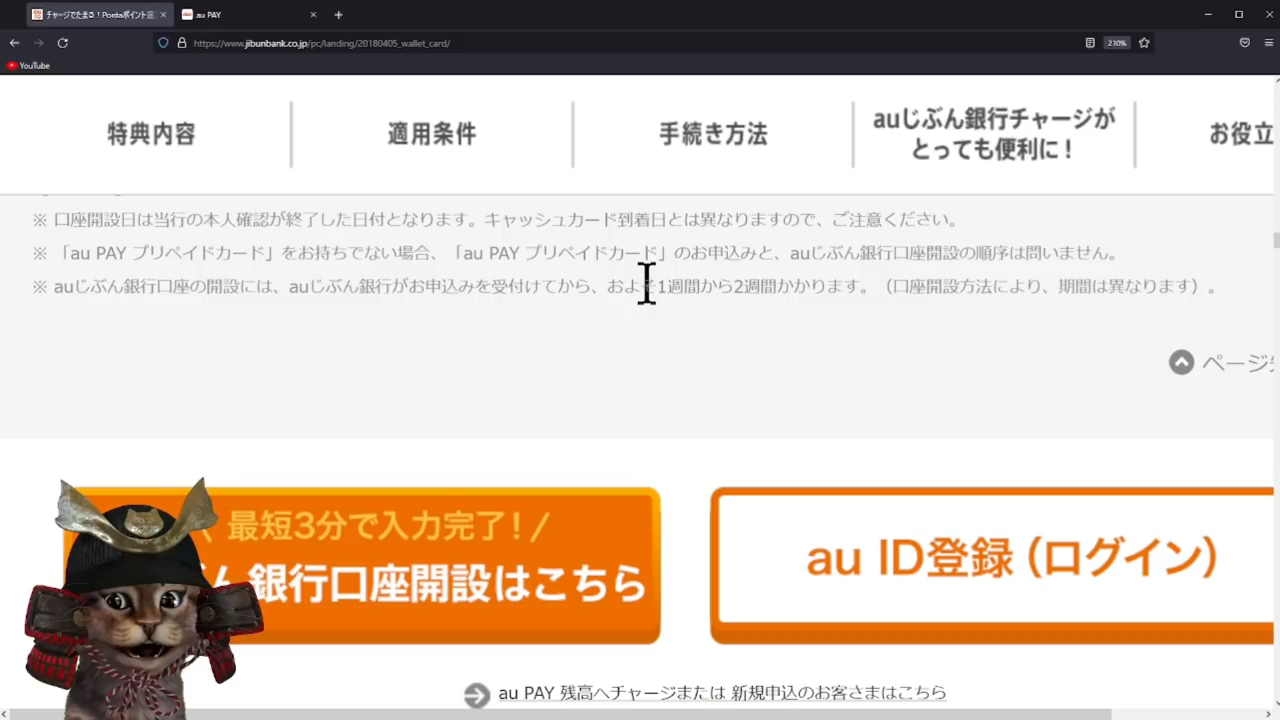 チャージでたまる！Pontaポイント還
au PAY
https://www.jibunbank.co.jp/pc/landing/20180405_wallet_card/
210%
YouTube
特典内容
適用条件
手続き方法
auじぶん銀行チャージが
とっても便利に！
お役立
※ 口座開設日は当行の本人確認が終了した日付となります。キャッシュカード到着日とは異なりますので、ご注意ください。
※ 「au PAY プリペイドカード」をお持ちでない場合、「au PAY プリペイドカード」のお申込みと、auじぶん銀行口座開設の順序は問いません。
※ auじぶん銀行口座の開設には、auじぶん銀行がお申込みを受付けてから、およそ1週間から2週間かかります。（口座開設方法により、期間は異なります）。
ページ
\ 最短3分で入力完了！/
ぶん銀行口座開設はこちら
au ID登録（ログイン）
au PAY 残高へチャージまたは 新規申込のお客さまはこちら